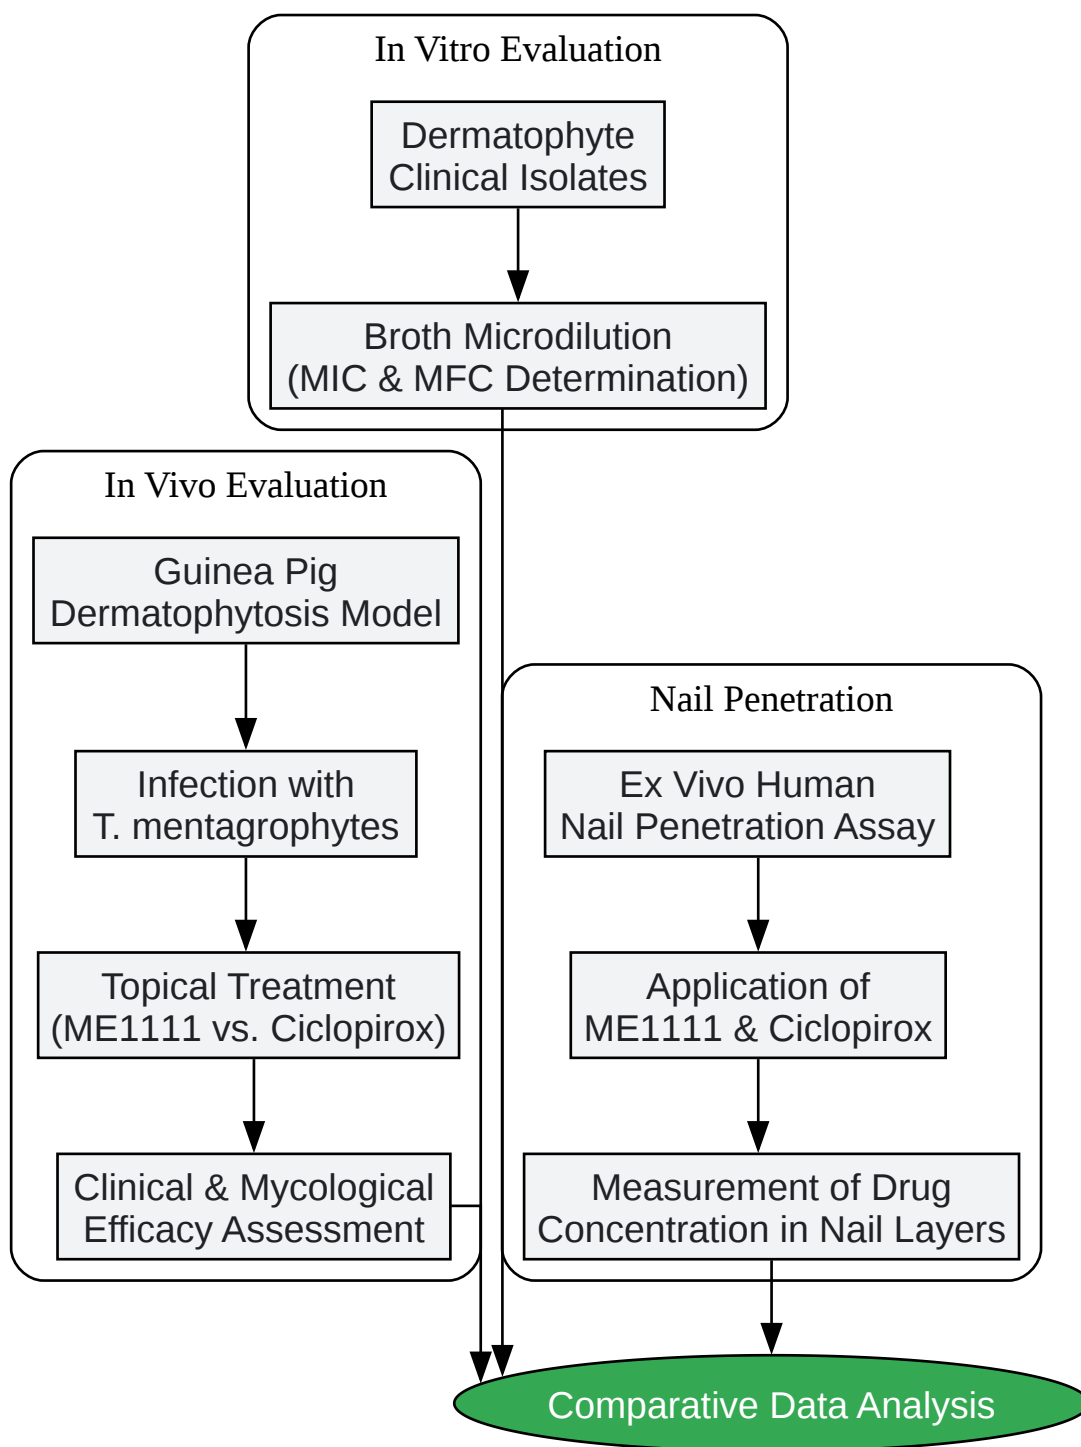 In Vitro Evaluation
Dermatophyte
Clinical Isolates
Broth Microdilution
(MIC & MFC Determination)
In Vivo Evaluation
Guinea Pig
Dermatophytosis Model
Infection with
T. mentagrophytes
Topical Treatment
(ME1111 vs. Ciclopirox)
Clinical & Mycological
Efficacy Assessment
Nail Penetration
Ex Vivo Human
Nail Penetration Assay
Application of
ME1111 & Ciclopirox
Measurement of Drug
Concentration in Nail Layers
Comparative Data Analysis